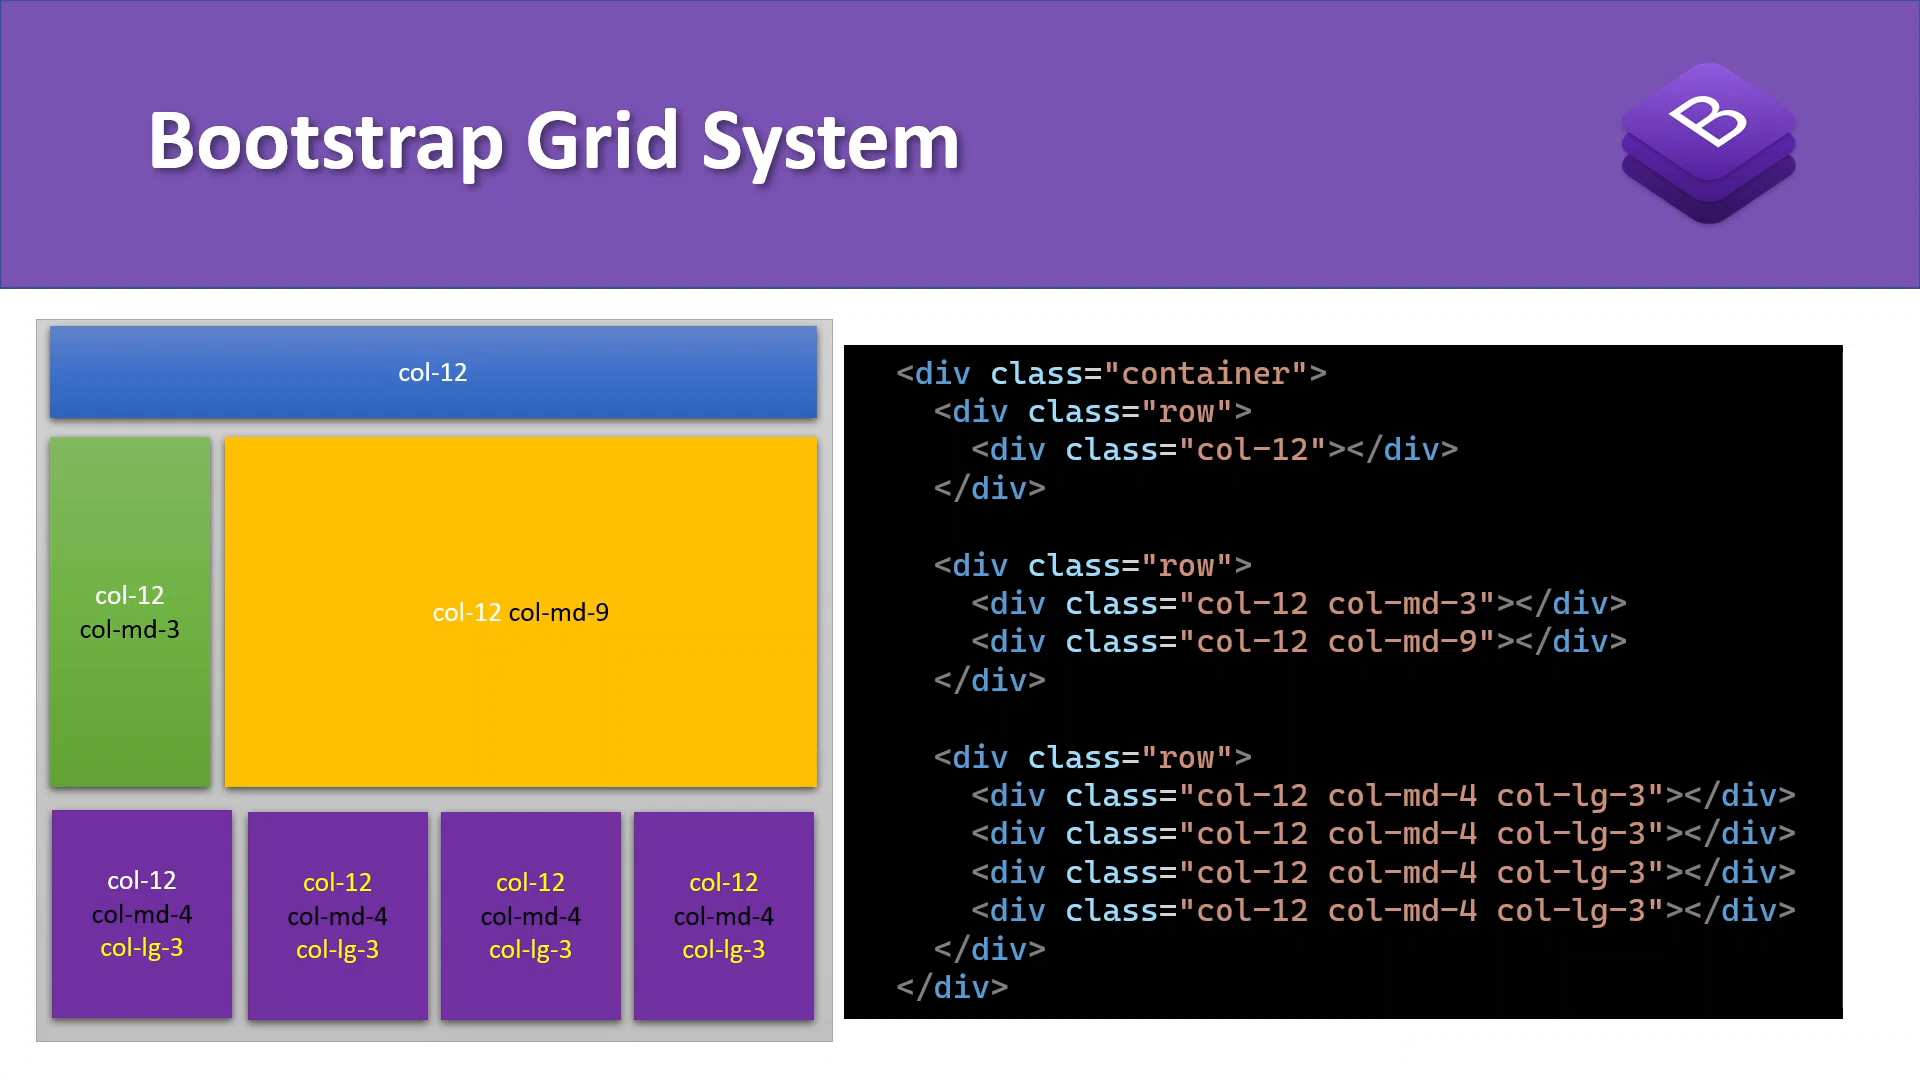 Bootstrap Grid System
B
col-12
col-12
col-md-3
col-12 col-md-9
col-12
col-md-4
col-lg-3
col-12
col-md-4
col-lg-3
col-12
col-md-4
col-lg-3
col-12
col-md-4
col-lg-3
<div class="container">
<div class="row">
<div class="col-12"></div>
</div>
<div class="row">
<div class="col-12 col-md-3"></div>
<div class="col-12 col-md-9"></div>
</div>
<div class="row">
<div class="col-12 col-md-4 col-lg-3"></div>
<div class="col-12 col-md-4 col-lg-3"></div>
<div class="col-12 col-md-4 col-lg-3"></div>
<div class="col-12 col-md-4 col-lg-3"></div>
</div>
</div>